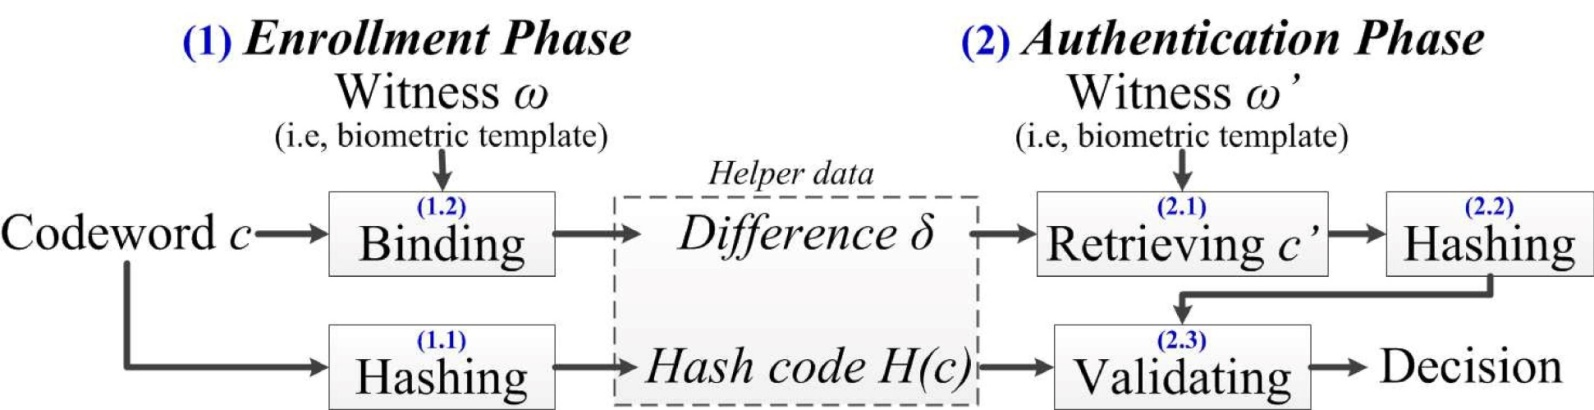 (1) Enrollment Phase
Witness ω
(i.e, biometric template)
Codeword c
(1.2)
Binding
(1.1)
Hashing
Helper data
Difference δ
Hash code H(c)
(2) Authentication Phase
Witness ω’
(i.e, biometric template)
(2.1)
Retrieving c’
(2.2)
Hashing
(2.3)
Validating
Decision